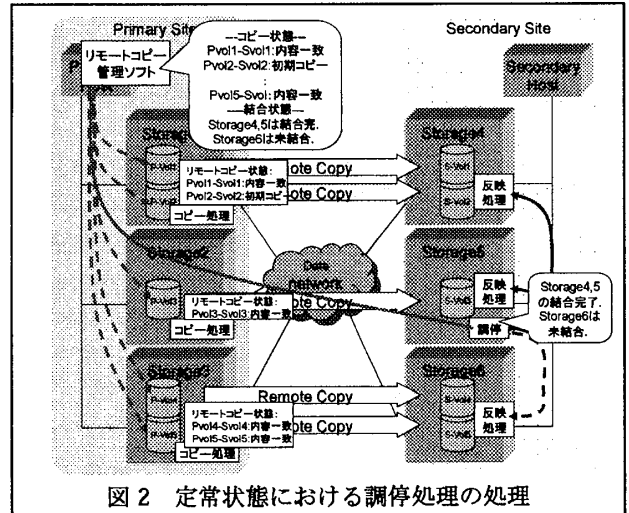 Primary Site
Secondary Site
リモートコピー
管理ソフト
---コピー状態---
Pvol1-Svol1:内容一致
Pvol2-Svol2:初期コピー
:
Pvol5-Svol:内容一致
---結合状態---
Storage4,5は結合完.
Storage6は未結合.
Secondary
Host
Storage4
S-Vol1
S-Vol2
反映
処理
リモートコピー状態:
Pvol1-Svol1:内容一致
Pvol2-Svol2:初期コピー
コピー処理
ote Copy
ote Copy
Storage2
P-Vol3
リモートコピー状態:
Pvol3-Svol3:内容一致
コピー処理
Data
network
Copy
Storage5
S-Vol3
反映
処理
調停
Storage4,5
の結合完了.
Storage6は
未結合.
Storage3
P-Vol4
P-Vol5
リモートコピー状態:
Pvol4-Svol4:内容一致
Pvol5-Svol5:内容一致
コピー処理
Remote Copy
ote Copy
Storage6
S-Vol4
S-Vol5
反映
処理
図 2 定常状態における調停処理の処理